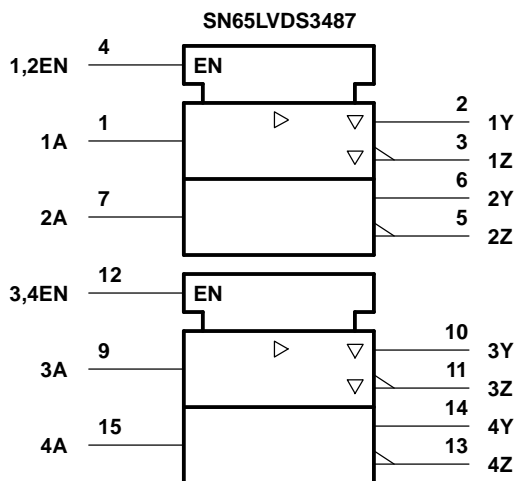 SN65LVDS3487
4
1,2EN EN
2
1 1Y
1A 3
1Z
6
7 2Y
2A 5
2Z
12
3,4EN EN
10
9 3Y
3A 11
3Z
14
15 4Y
4A 13
4Z